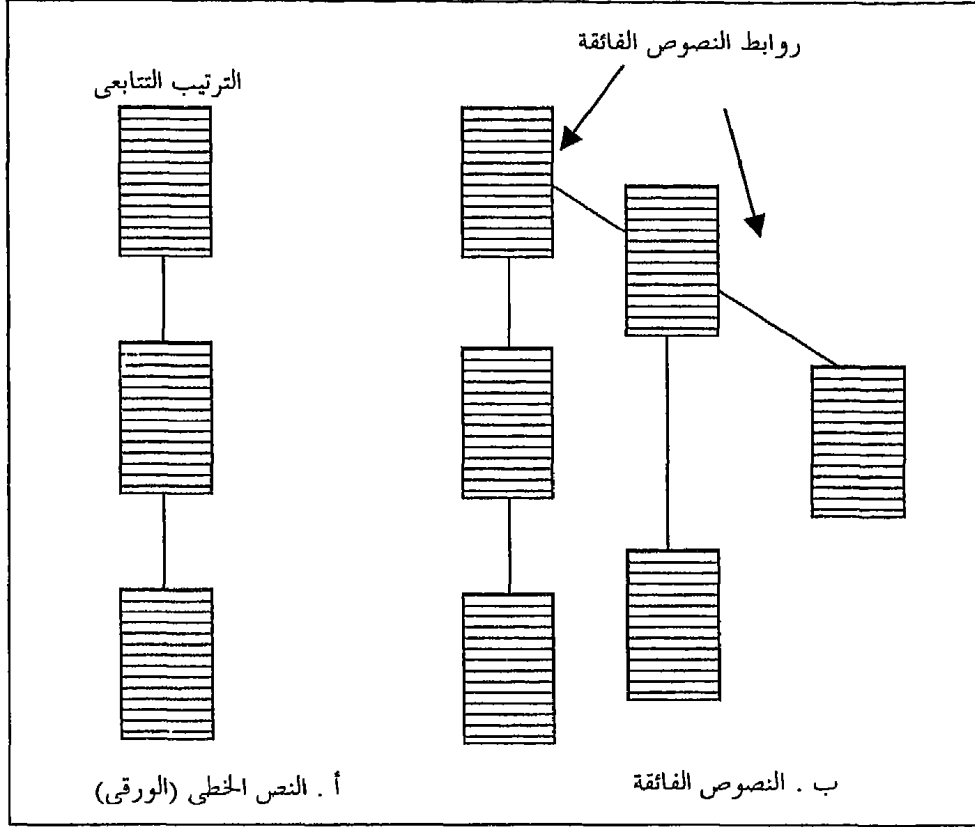 روابط النصوص الفائقة
الترتيب التتابعى
أ . النص الخطى (الورقى)
ب . النصوص الفائقة